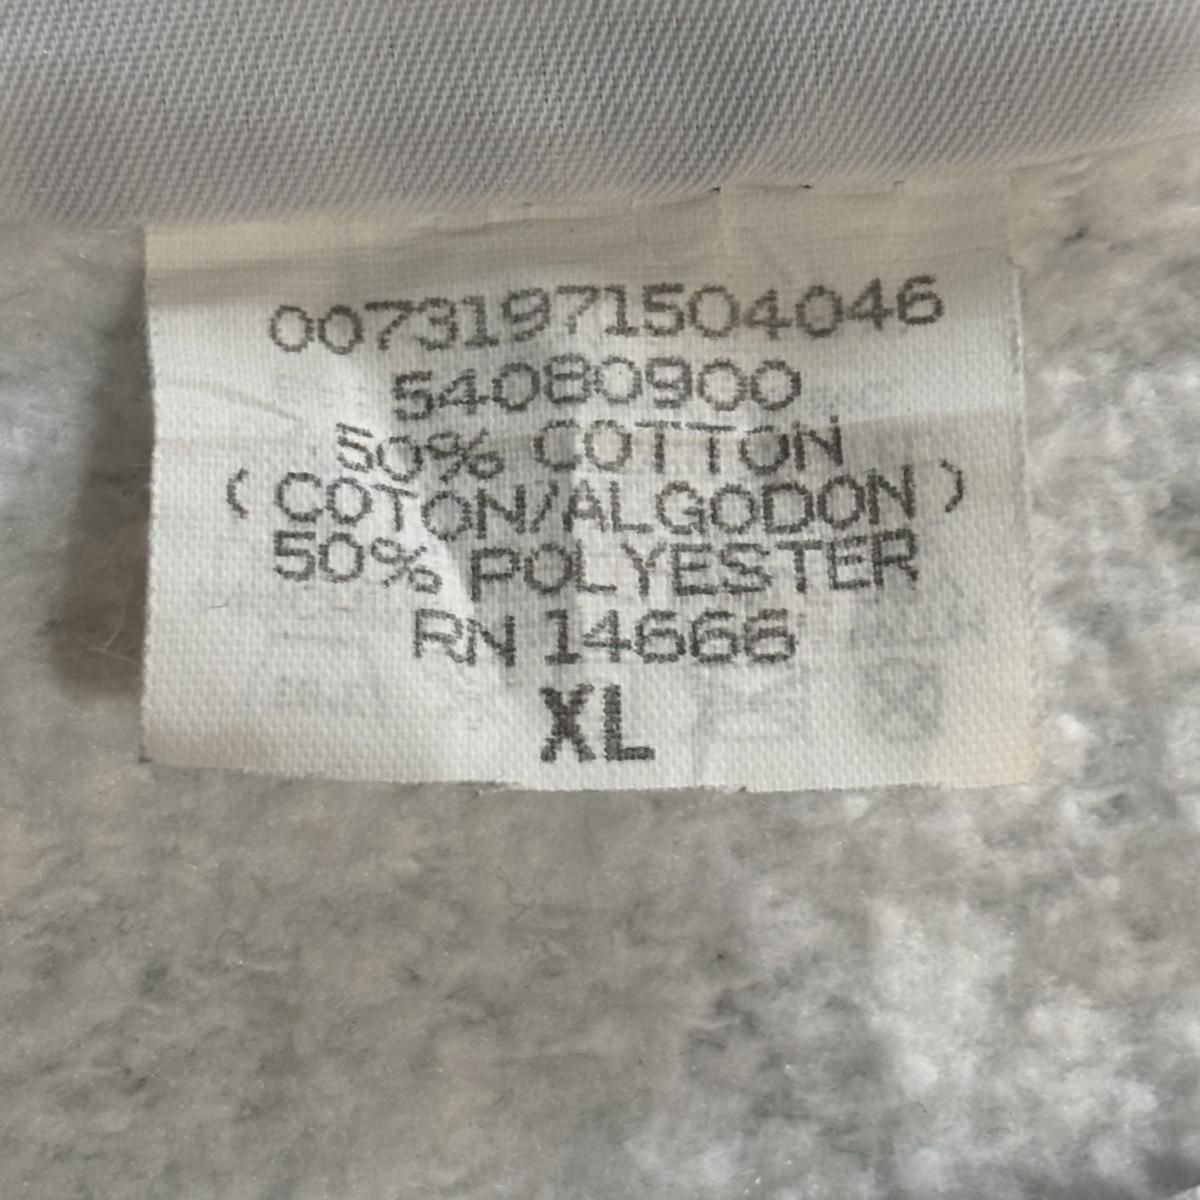 00731971504046
54080900
50% COTTON
( COTON/ALGODON )
50% POLYESTER
RN 14666
XL